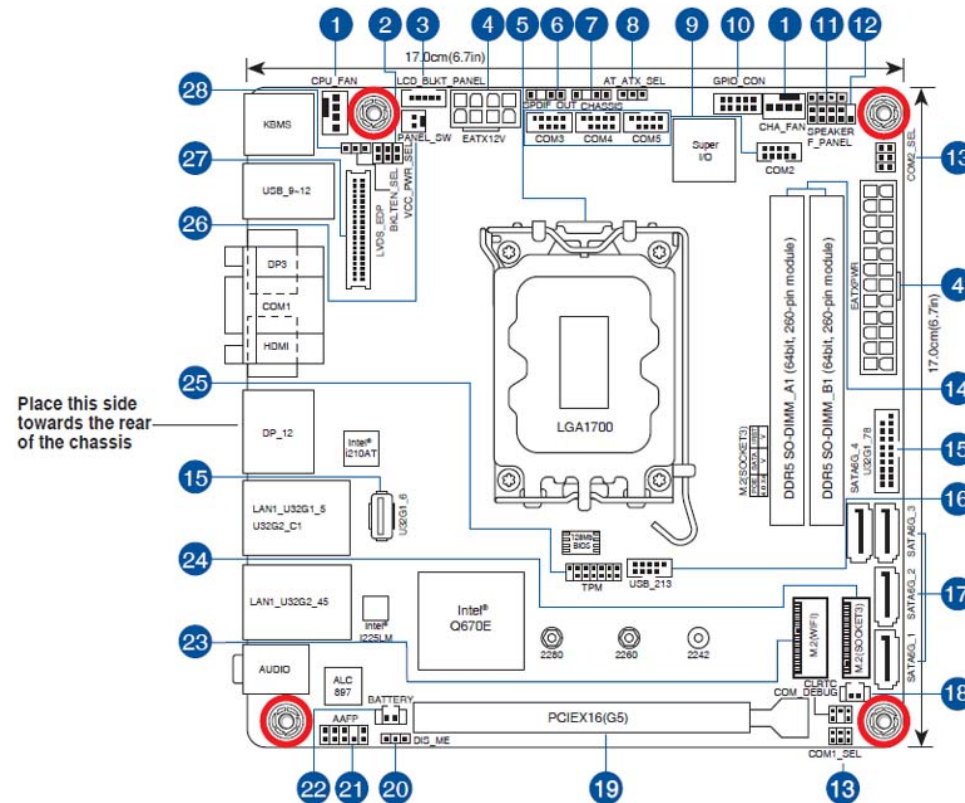 1 2 3 4 5 6 7 8 9 10 1 11 12
17.0cm(6.7in)
28 CPU_FAN LCD_BLKT_PANEL AT_ATX_SEL GPIO_CON
SPDIF_OUT CHASSIS
KBMS PANEL_SW EATX12V CHA_FAN SPEAKER
F_PANEL
COM3 COM4 COM5
Super
I/O
COM2
COM2_SEL
13
27
USB_9~12
LVDS_EDP
BKLTEN_SEL
VCC_PWR_SEL
26
DP3
COM1
HDMI
EATXPWR
4
17.0cm(6.7in)
DDR5 SO-DIMM_A1 (64bit, 260-pin module)
DDR5 SO-DIMM_B1 (64bit, 260-pin module)
25
14
Place this side
towards the rear
of the chassis
DP_12
LGA1700
Intel®
i210AT
M.2(SOCKET3)
PCIE SATA IRST
X4 V V
SATA6G_4
U32G1_78
15
15
LAN1_U32G1_5
U32G2_C1
U32G1_6
16
SATA6G_3
24
128Mb
BIOS
TPM
USB_213
LAN1_U32G2_45
Intel®
I225LM
Intel®
Q670E
SATA6G_2
17
23
2280 2260 2242
M.2(WIFI)
M.2(SOCKET3)
SATA6G_1
AUDIO
ALC
897
CLRTC
COM_DEBUG
18
BATTERY
AAFP
PCIEX16(G5)
DIS_ME
COM1_SEL
22 21 20 19 13